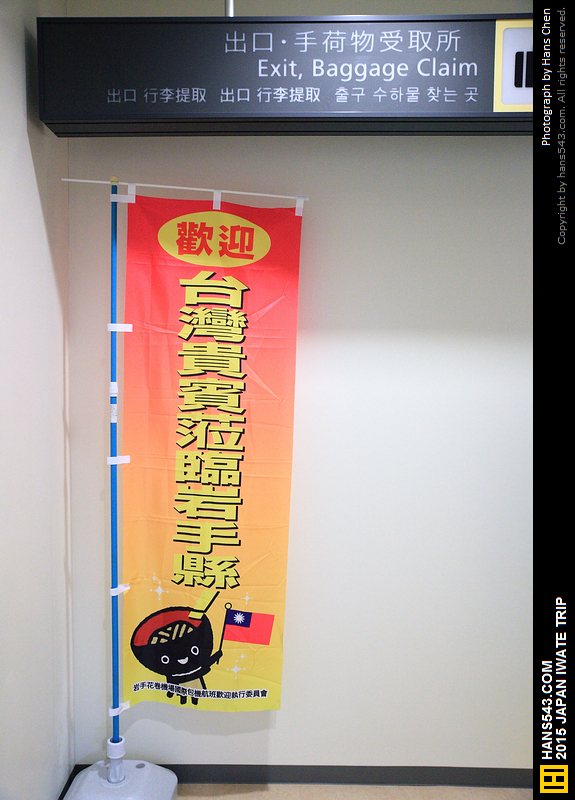 出口・手荷物受取所
Exit, Baggage Claim
出口 行李提取 出口 行李提取 출구 수하물 찾는 곳
歡迎
台灣貴賓蒞臨岩手縣!
岩手花卷機場國際包機航班歡迎執行委員會
Photograph by Hans Chen
Copyright by hans543.com. All rights reserved.
HANS543.COM
2015 JAPAN IWATE TRIP